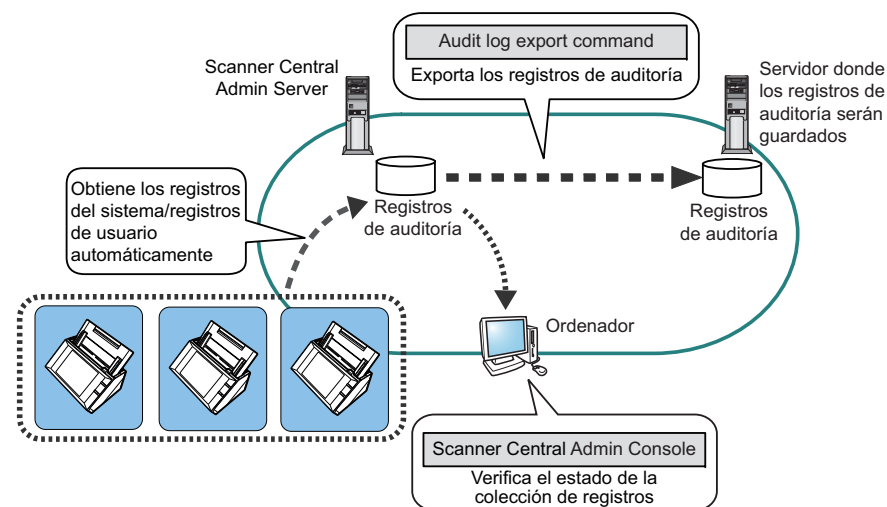 Audit log export command
Exporta los registros de auditoría
Scanner Central
Admin Server
Servidor donde
los registros de
auditoría serán
guardados
Obtiene los registros
del sistema/registros
de usuario
automáticamente
Registros
de auditoría
Registros
de auditoría
Ordenador
Scanner Central Admin Console
Verifica el estado de la
colección de registros